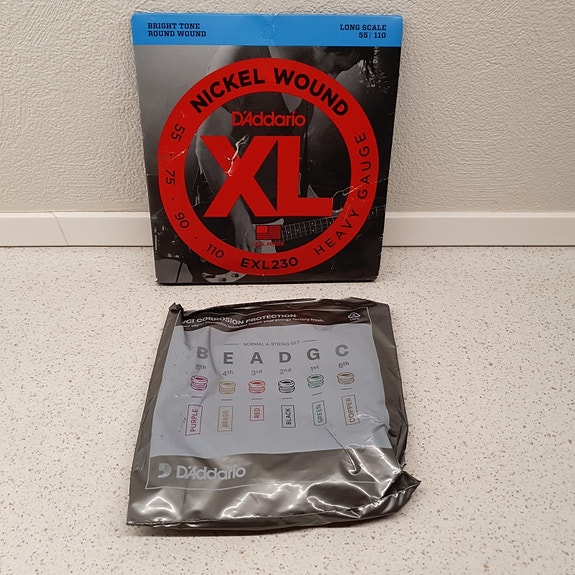 BRIGHT TONE
ROUND WOUND
LONG SCALE
55 | 110
NICKEL WOUND
D'Addario
XL
55 · 75 · 90 · 110
EXL230
HEAVY GAUGE
CORROSION PROTECTION
NORMAL 4-STRING SET
B E A D G C
5th 4th 3rd 2nd 1st 6th
PURPLE BRASS RED BLACK GREEN COPPER
D'Addario